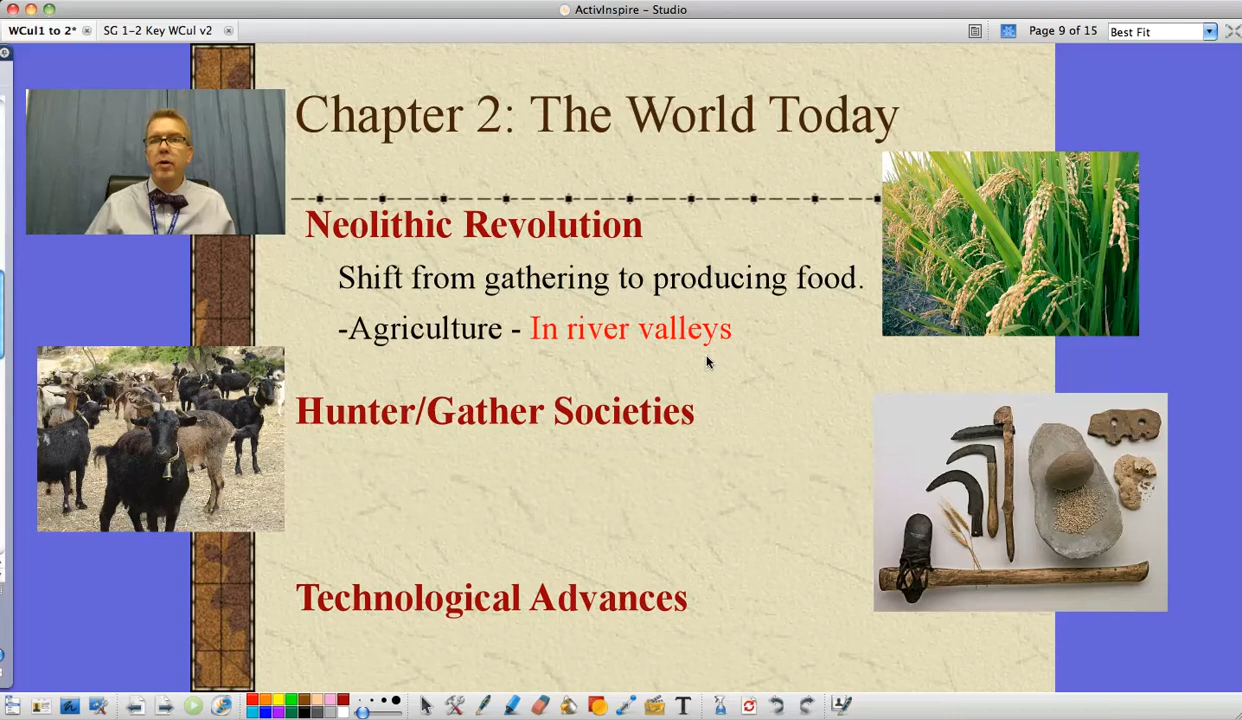 ActivInspire - Studio
WCul1 to 2*
SG 1-2 Key WCul v2
Page 9 of 15
Best Fit
Chapter 2: The World Today
Neolithic Revolution
Shift from gathering to producing food.
-Agriculture - In river valleys
Hunter/Gather Societies
Technological Advances
T